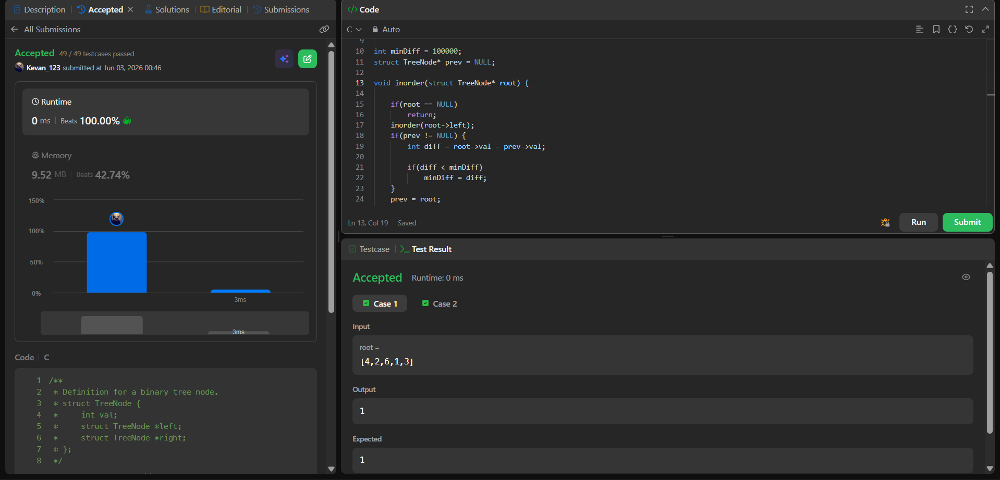 Description
Accepted
Solutions
Editorial
Submissions
All Submissions
Accepted 49 / 49 testcases passed
Kevan_123 submitted at Jun 03, 2026 00:46
Runtime
0 ms Beats 100.00%
Memory
9.52 MB Beats 42.74%
150%
100%
50%
0%
3ms
3ms
Code C
1 /**
2 * Definition for a binary tree node.
3 * struct TreeNode {
4 *     int val;
5 *     struct TreeNode *left;
6 *     struct TreeNode *right;
7 * };
8 */
</> Code
C
Auto
9
10 int minDiff = 100000;
11 struct TreeNode* prev = NULL;
12
13 void inorder(struct TreeNode* root) {
14
15     if(root == NULL)
16         return;
17     inorder(root->left);
18     if(prev != NULL) {
19         int diff = root->val - prev->val;
20
21         if(diff < minDiff)
22             minDiff = diff;
23     }
24     prev = root;
Ln 13, Col 19 Saved
Run
Submit
Testcase
Test Result
Accepted Runtime: 0 ms
Case 1
Case 2
Input
root =
[4,2,6,1,3]
Output
1
Expected
1